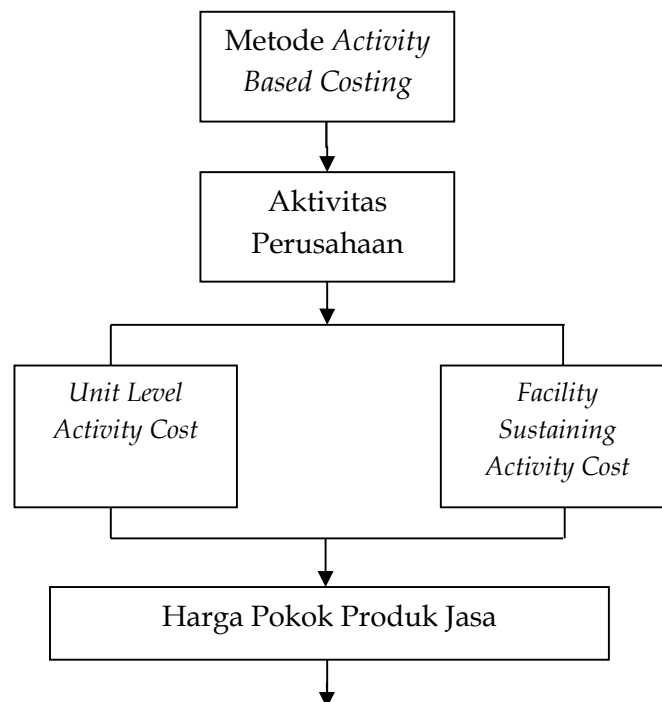 Metode Activity
Based Costing
Aktivitas
Perusahaan
Unit Level
Activity Cost
Facility
Sustaining
Activity Cost
Harga Pokok Produk Jasa